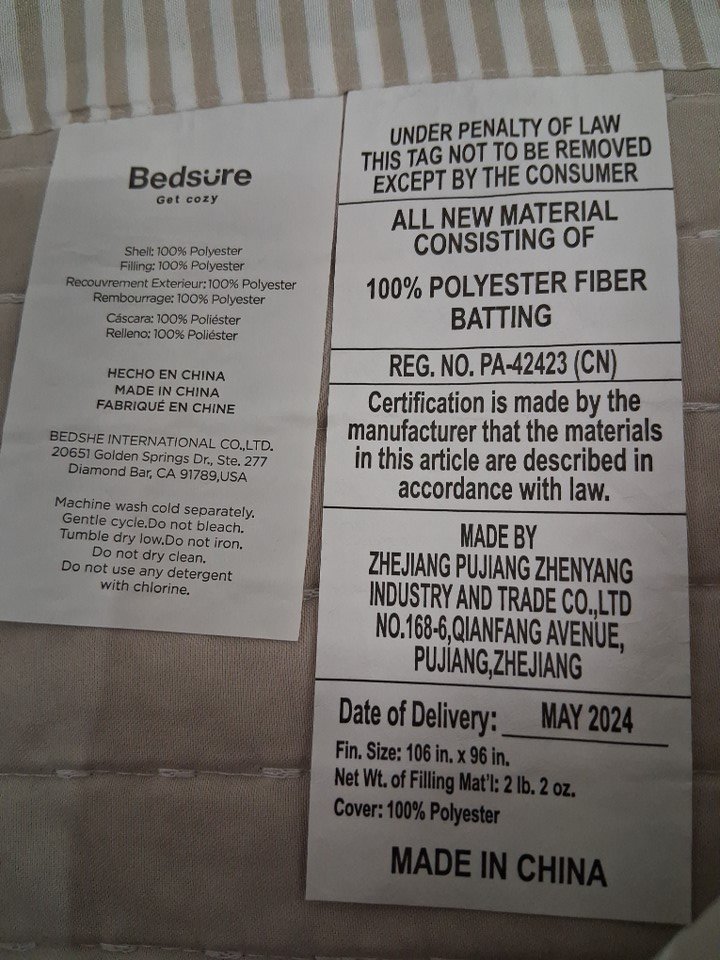 Bedsure
Get cozy
Shell: 100% Polyester
Filling: 100% Polyester
Recouvrement Exterieur: 100% Polyester
Rembourrage: 100% Polyester
Cáscara: 100% Poliéster
Relleno: 100% Poliéster
HECHO EN CHINA
MADE IN CHINA
FABRIQUÉ EN CHINE
BEDSHE INTERNATIONAL CO.,LTD.
20651 Golden Springs Dr., Ste. 277
Diamond Bar, CA 91789,USA
Machine wash cold separately.
Gentle cycle.Do not bleach.
Tumble dry low.Do not iron.
Do not dry clean.
Do not use any detergent
with chlorine.
UNDER PENALTY OF LAW
THIS TAG NOT TO BE REMOVED
EXCEPT BY THE CONSUMER
ALL NEW MATERIAL
CONSISTING OF
100% POLYESTER FIBER
BATTING
REG. NO. PA-42423 (CN)
Certification is made by the
manufacturer that the materials
in this article are described in
accordance with law.
MADE BY
ZHEJIANG PUJIANG ZHENYANG
INDUSTRY AND TRADE CO.,LTD
NO.168-6,QIANFANG AVENUE,
PUJIANG,ZHEJIANG
Date of Delivery: MAY 2024
Fin. Size: 106 in. x 96 in.
Net Wt. of Filling Mat'l: 2 lb. 2 oz.
Cover: 100% Polyester
MADE IN CHINA